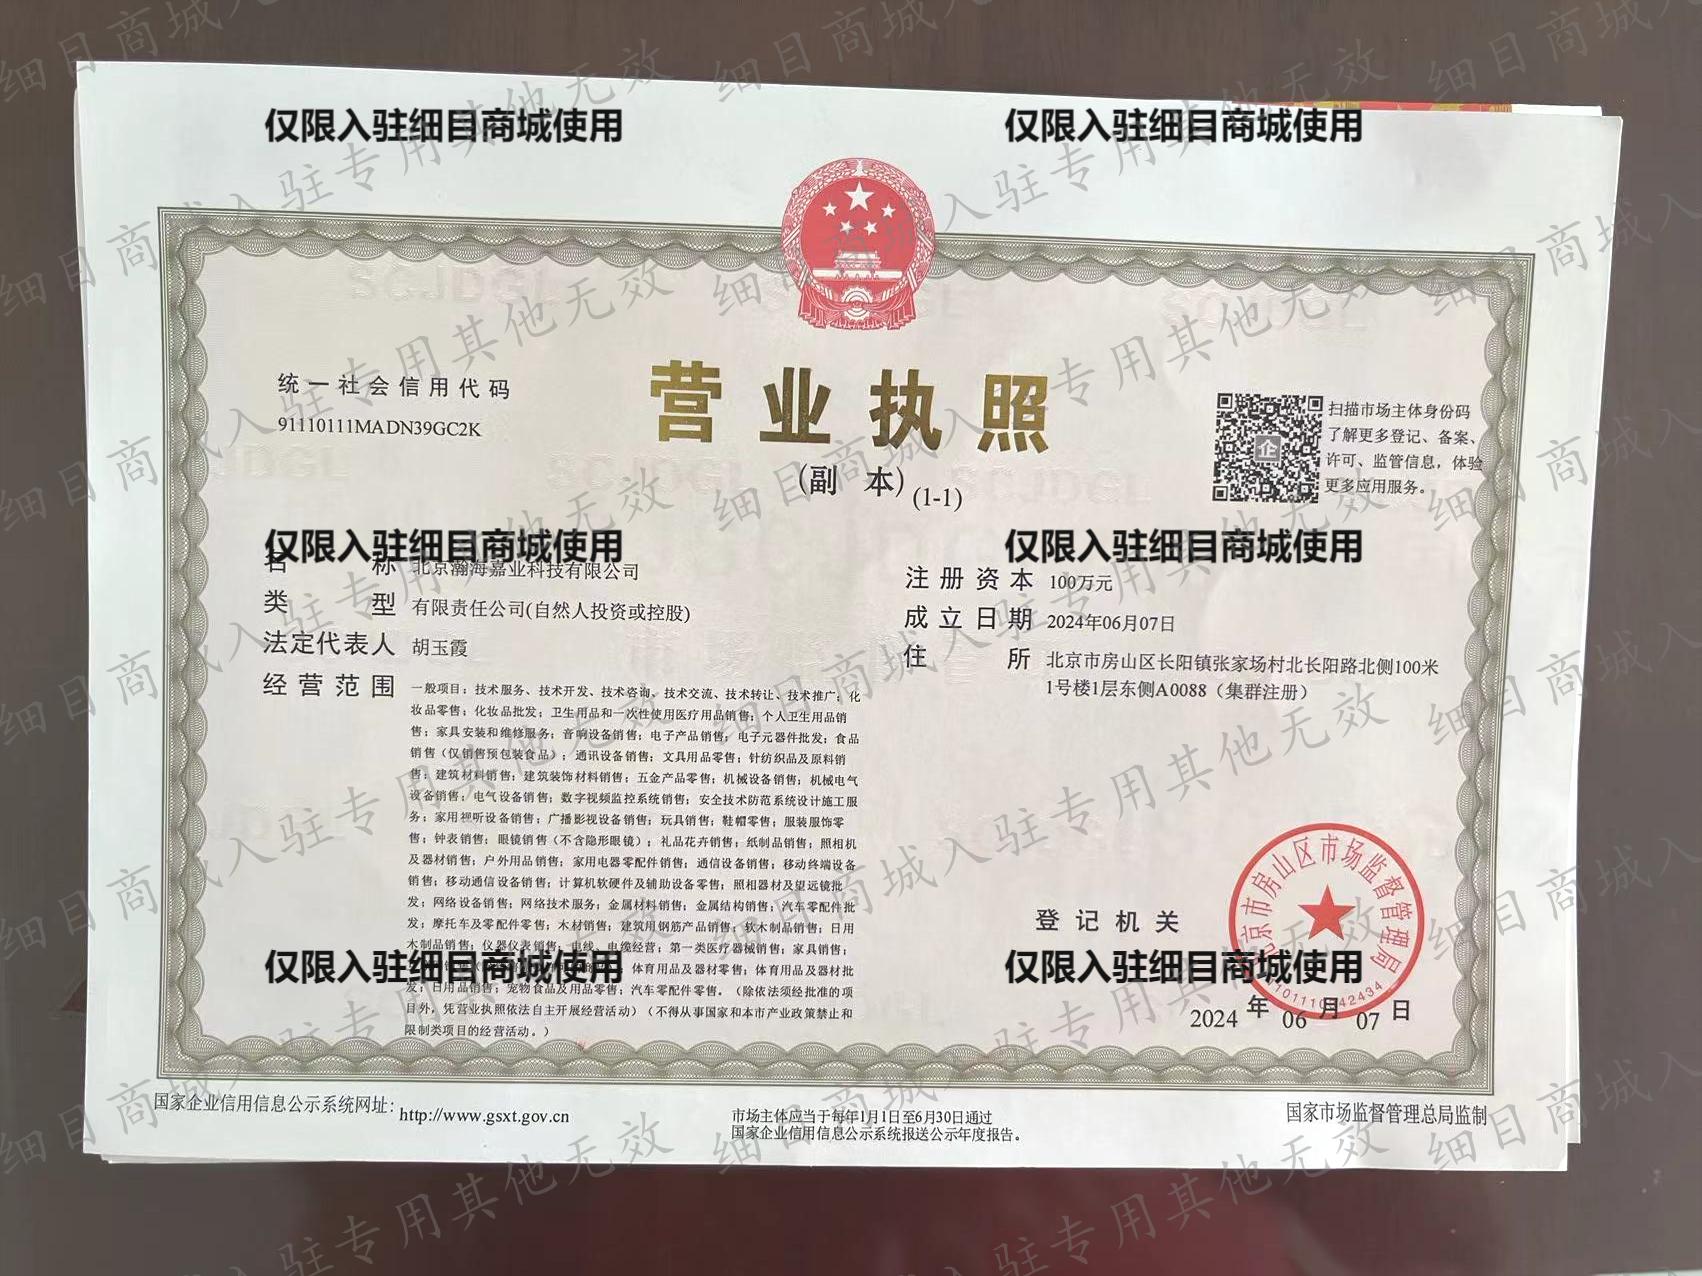 仅限入驻细目商城使用 仅限入驻细目商城使用
统一社会信用代码
91110111MADN39GC2K
营业执照
(副 本) (1-1)
扫描市场主体身份码
了解更多登记、备案、
许可、监管信息，体验
更多应用服务。
仅限入驻细目商城使用 仅限入驻细目商城使用
名 称 北京瀚海嘉业科技有限公司
类 型 有限责任公司(自然人投资或控股)
法定代表人 胡玉霞
经营范围 一般项目：技术服务、技术开发、技术咨询、技术交流、技术转让、技术推广；化
妆品零售；化妆品批发；卫生用品和一次性使用医疗用品销售；个人卫生用品销
售；家具安装和维修服务；音响设备销售；电子产品销售；电子元器件批发；食品
销售（仅销售预包装食品）；通讯设备销售；文具用品零售；针纺织品及原料销
售；建筑材料销售；建筑装饰材料销售；五金产品零售；机械设备销售；机械电气
设备销售；电气设备销售；数字视频监控系统销售；安全技术防范系统设计施工服
务；家用视听设备销售；广播影视设备销售；玩具销售；鞋帽零售；服装服饰零
售；钟表销售；眼镜销售（不含隐形眼镜）；礼品花卉销售；纸制品销售；照相机
及器材销售；户外用品销售；家用电器零配件销售；通信设备销售；移动终端设备
销售；移动通信设备销售；计算机软硬件及辅助设备零售；照相器材及望远镜批
发；网络设备销售；网络技术服务；金属材料销售；金属结构销售；汽车零配件批
发；摩托车及零配件零售；木材销售；建筑用钢筋产品销售；软木制品销售；日用
木制品销售；仪器仪表销售；电线、电缆经营；第一类医疗器械销售；家具销售；
体育用品及器材零售；体育用品及器材批
发；日用品销售；宠物食品及用品零售；汽车零配件零售。（除依法须经批准的项
目外，凭营业执照依法自主开展经营活动）（不得从事国家和本市产业政策禁止和
限制类项目的经营活动。）
注册资本 100万元
成立日期 2024年06月07日
住 所 北京市房山区长阳镇张家场村北长阳路北侧100米
1号楼1层东侧A0088（集群注册）
登记机关
北京市房山区市场监督管理局
仅限入驻细目商城使用 仅限入驻细目商城使用
2024 年 06 月 07 日
国家企业信用信息公示系统网址：http://www.gsxt.gov.cn
市场主体应当于每年1月1日至6月30日通过
国家企业信用信息公示系统报送公示年度报告。
国家市场监督管理总局监制
细目商城入驻专用其他无效